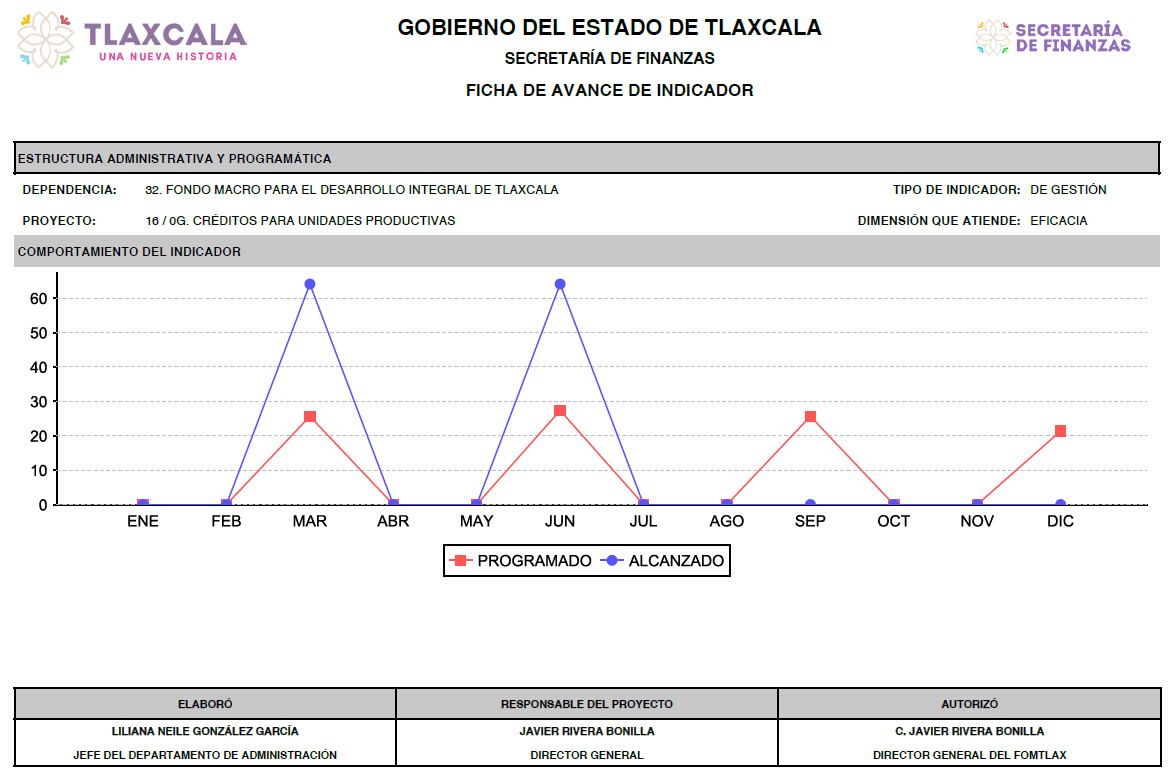 TLAXCALA
UNA NUEVA HISTORIA
GOBIERNO DEL ESTADO DE TLAXCALA
SECRETARÍA DE FINANZAS
FICHA DE AVANCE DE INDICADOR
SECRETARÍA
DE FINANZAS
ESTRUCTURA ADMINISTRATIVA Y PROGRAMÁTICA
DEPENDENCIA: 32. FONDO MACRO PARA EL DESARROLLO INTEGRAL DE TLAXCALA TIPO DE INDICADOR: DE GESTIÓN
PROYECTO: 16 / 0G. CRÉDITOS PARA UNIDADES PRODUCTIVAS DIMENSIÓN QUE ATIENDE: EFICACIA
COMPORTAMIENTO DEL INDICADOR
60
50
40
30
20
10
0
ENE FEB MAR ABR MAY JUN JUL AGO SEP OCT NOV DIC
PROGRAMADO ALCANZADO
ELABORÓ RESPONSABLE DEL PROYECTO AUTORIZÓ
LILIANA NEILE GONZÁLEZ GARCÍA JAVIER RIVERA BONILLA C. JAVIER RIVERA BONILLA
JEFE DEL DEPARTAMENTO DE ADMINISTRACIÓN DIRECTOR GENERAL DIRECTOR GENERAL DEL FOMTLAX